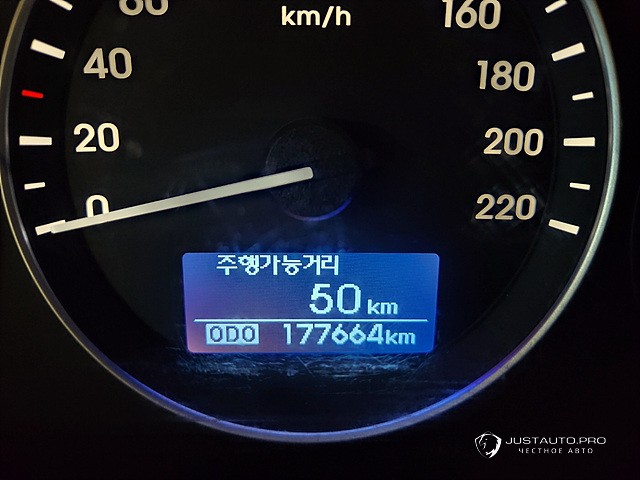 60
km/h
160
40
180
20
200
0
220
주행가능거리
50 km
ODO 177664km
JUSTAUTO.PRO
ЧЕСТНОЕ АВТО